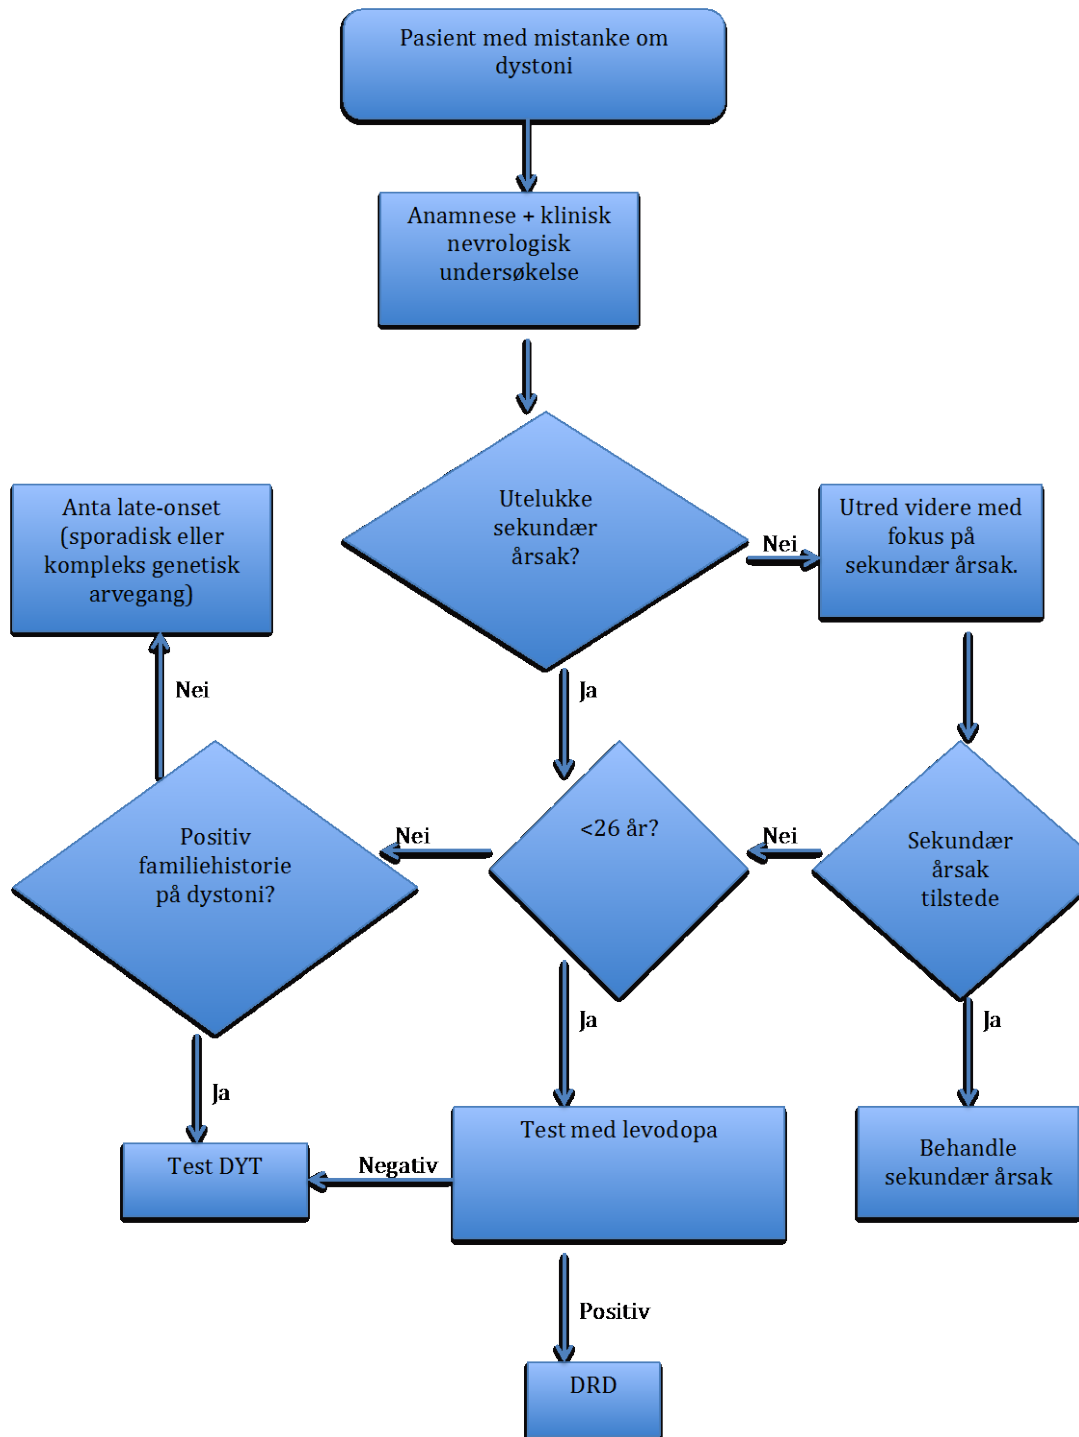 Pasient med mistanke om
dystoni
Anamnese + klinisk
nevrologisk
undersøkelse
Utelukke
sekundær
årsak?
Nei
Utred videre med
fokus på
sekundær årsak.
Anta late-onset
(sporadisk eller
kompleks genetisk
arvegang)
Nei
Ja
Positiv
familiehistorie
på dystoni?
Nei
<26 år?
Nei
Sekundær
årsak
tilstede
Ja
Ja
Ja
Test DYT
Negativ
Test med levodopa
Behandle
sekundær årsak
Positiv
DRD